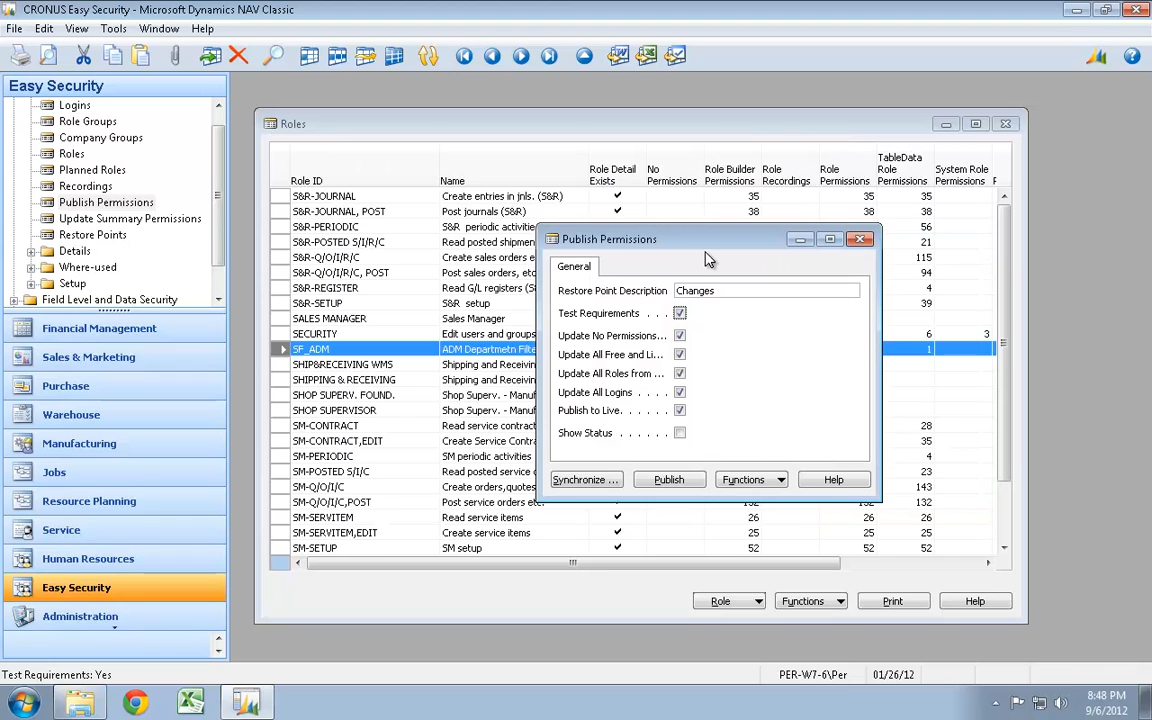 CRONUS Easy Security - Microsoft Dynamics NAV Classic
File Edit View Tools Window Help
Easy Security
Logins
Role Groups
Company Groups
Roles
Planned Roles
Recordings
Publish Permissions
Update Summary Permissions
Restore Points
Details
Where-used
Setup
Field Level and Data Security
Financial Management
Sales & Marketing
Purchase
Warehouse
Manufacturing
Jobs
Resource Planning
Service
Human Resources
Easy Security
Administration
Roles
Role ID Name Role Detail Exists No Permissions Role Builder Permissions Role Recordings Role Permissions TableData Role Permissions System Role Permissions
S&R-JOURNAL Create entries in jnls. (S&R) 35 35 35
S&R-JOURNAL, POST Post journals (S&R) 38 38 38
S&R-PERIODIC S&R periodic activities 56
S&R-POSTED S/I/R/C Read posted shipmen 21
S&R-Q/O/I/R/C Create sales orders e 115
S&R-Q/O/I/R/C, POST Post sales orders, etc 94
S&R-REGISTER Read G/L registers (S 4
S&R-SETUP S&R setup 39
SALES MANAGER Sales Manager
SECURITY Edit users and groups 6 3
SF_ADM ADM Departmetn Filte 1
SHIP&RECEIVING WMS Shipping and Receivin
SHIPPING & RECEIVING Shipping and Receivin
SHOP SUPERV. FOUND. Shop Superv. - Manuf
SHOP SUPERVISOR Shop Superv. - Manuf
SM-CONTRACT Read Service Contrac 28
SM-CONTRACT,EDIT Create Service Contra 35
SM-PERIODIC SM periodic activities 4
SM-POSTED S/I/C Read posted service 23
SM-Q/O/I/C Create orders,quotes 143
SM-Q/O/I/C,POST Post service orders etc. 132 132
SM-SERVITEM Read service items 26 26 26
SM-SERVITEM,EDIT Create service items 25 25 25
SM-SETUP SM setup 52 52 52
Role Functions Print Help
Publish Permissions
General
Restore Point Description Changes
Test Requirements . . .
Update No Permissions...
Update All Free and Li...
Update All Roles from ...
Update All Logins . . . .
Publish to Live. . . . . .
Show Status . . . . . .
Synchronize ... Publish Functions Help
Test Requirements: Yes PER-W7-6\Per 01/26/12
8:48 PM
9/6/2012